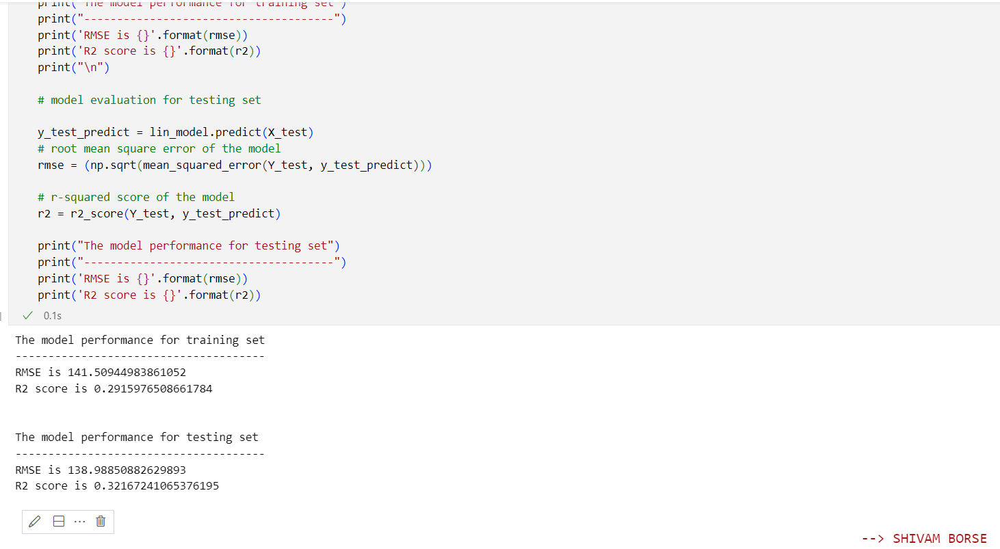 print("The model performance for training set")
print("--------------------------------------")
print('RMSE is {}'.format(rmse))
print('R2 score is {}'.format(r2))
print("\n")
# model evaluation for testing set
y_test_predict = lin_model.predict(X_test)
# root mean square error of the model
rmse = (np.sqrt(mean_squared_error(Y_test, y_test_predict)))
# r-squared score of the model
r2 = r2_score(Y_test, y_test_predict)
print("The model performance for testing set")
print("--------------------------------------")
print('RMSE is {}'.format(rmse))
print('R2 score is {}'.format(r2))
0.1s
The model performance for training set
--------------------------------------
RMSE is 141.50944983861052
R2 score is 0.2915976508661784
The model performance for testing set
--------------------------------------
RMSE is 138.98850882629893
R2 score is 0.32167241065376195
--> SHIVAM BORSE